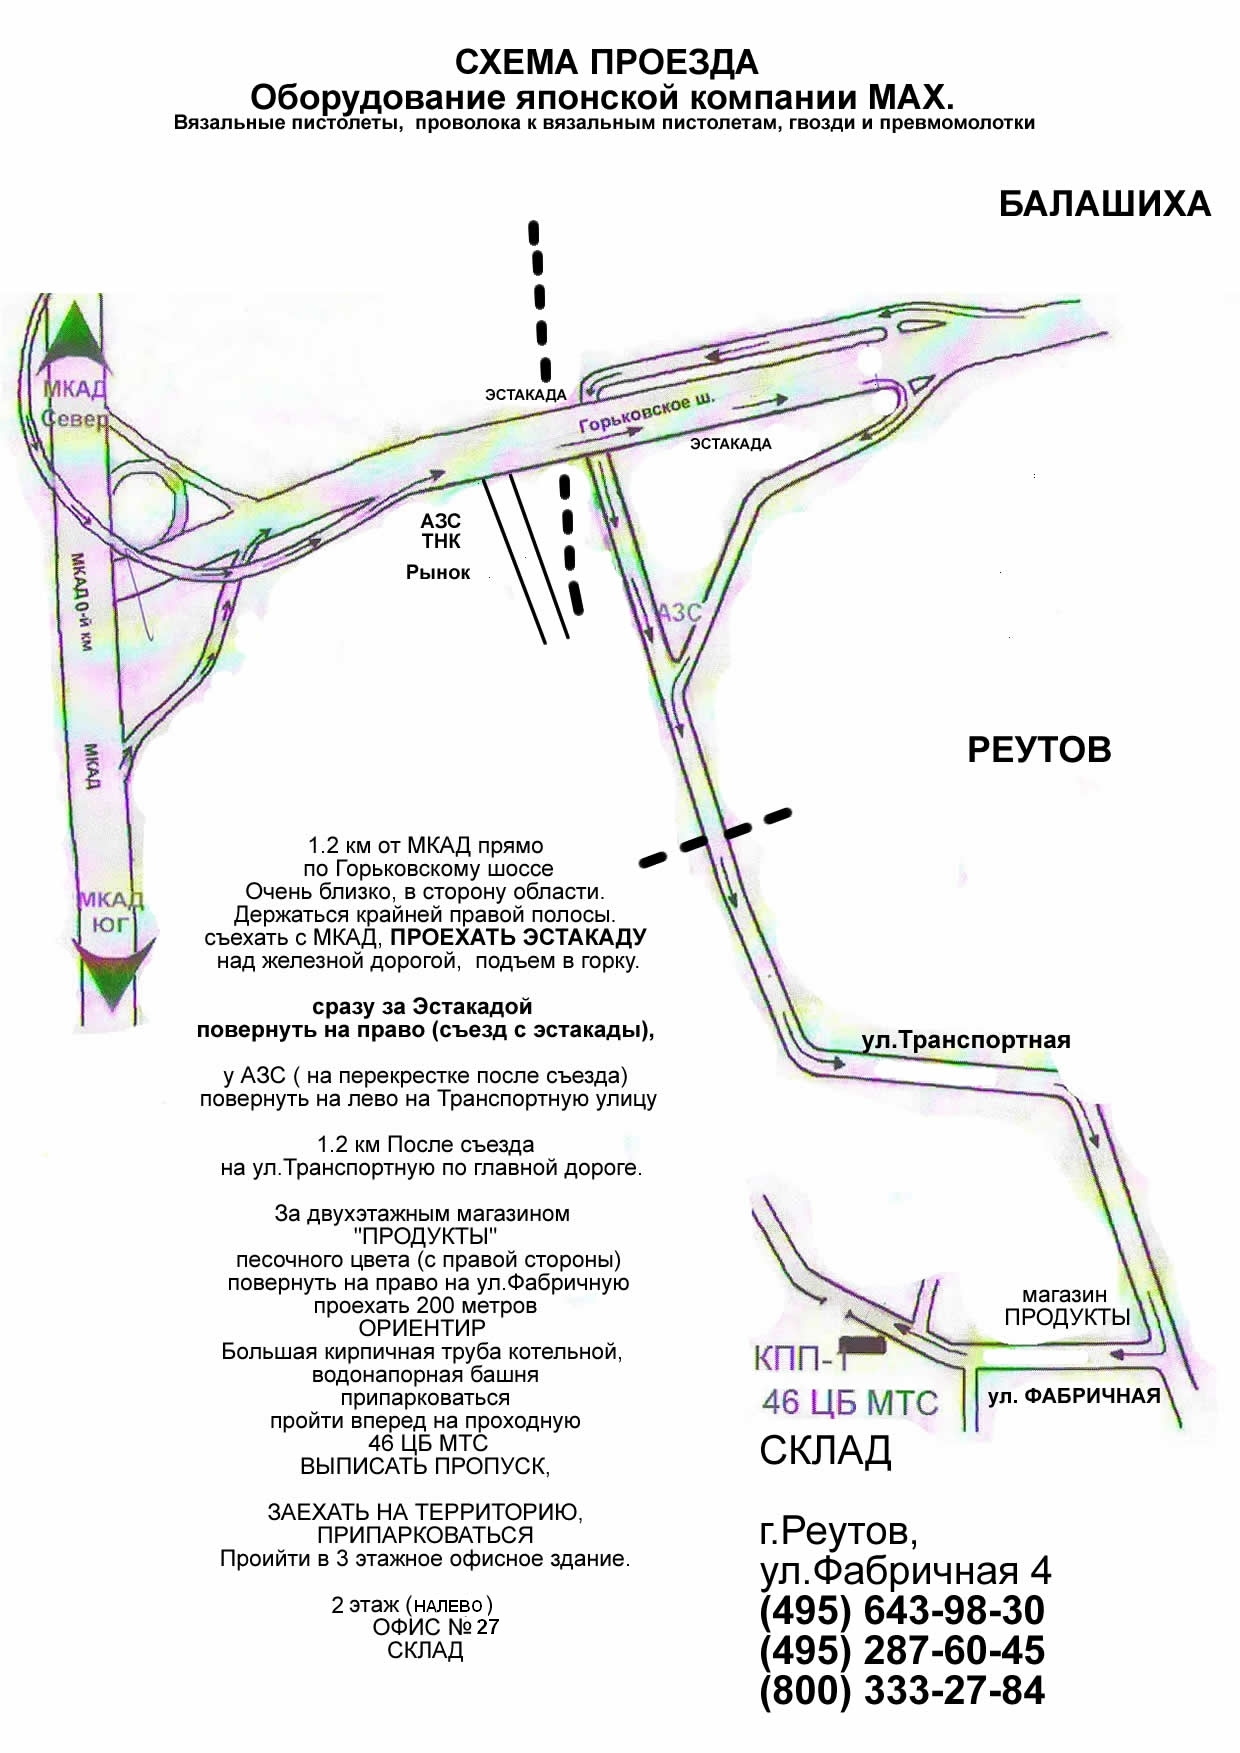 СХЕМА ПРОЕЗДА
Оборудование японской компании МАХ.
Вязальные пистолеты, проволока к вязальным пистолетам, гвозди и превмомолотки
БАЛАШИХА
МКАД
Север
ЭСТАКАДА
Горьковское ш.
ЭСТАКАДА
АЗС
ТНК
Рынок
МКАД 0-й км
АЗС
МКАД
РЕУТОВ
МКАД
ЮГ
1.2 км от МКАД прямо
по Горьковскому шоссе
Очень близко, в сторону области.
Держаться крайней правой полосы.
съехать с МКАД, ПРОЕХАТЬ ЭСТАКАДУ
над железной дорогой, подъем в горку.
сразу за Эстакадой
повернуть на право (съезд с эстакады),
у АЗС ( на перекрестке после съезда)
повернуть на лево на Транспортную улицу
1.2 км После съезда
на ул.Транспортную по главной дороге.
За двухэтажным магазином
"ПРОДУКТЫ"
песочного цвета (с правой стороны)
повернуть на право на ул.Фабричную
проехать 200 метров
ОРИЕНТИР
Большая кирпичная труба котельной,
водонапорная башня
припарковаться
пройти вперед на проходную
46 ЦБ МТС
ВЫПИСАТЬ ПРОПУСК,
ЗАЕХАТЬ НА ТЕРРИТОРИЮ,
ПРИПАРКОВАТЬСЯ
Проийти в 3 этажное офисное здание.
2 этаж (НАЛЕВО)
ОФИС № 27
СКЛАД
ул.Транспортная
магазин
ПРОДУКТЫ
ул. ФАБРИЧНАЯ
КПП-1
46 ЦБ МТС
СКЛАД
г.Реутов,
ул.Фабричная 4
(495) 643-98-30
(495) 287-60-45
(800) 333-27-84